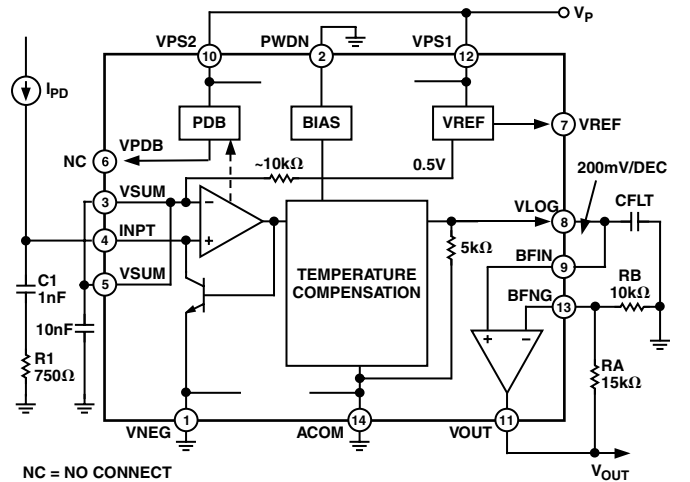 V_P
VPS2
PWDN
VPS1
10
2
12
I_PD
PDB
BIAS
VREF
7
VREF
VPDB
NC
6
~10kΩ
0.5V
200mV/DEC
VSUM
3
VLOG
8
CFLT
INPT
4
5kΩ
C1
1nF
5
VSUM
TEMPERATURE
COMPENSATION
BFIN
9
RB
10kΩ
BFNG
13
10nF
R1
750Ω
RA
15kΩ
1
14
11
VNEG
ACOM
VOUT
V_OUT
NC = NO CONNECT
− +
+ −